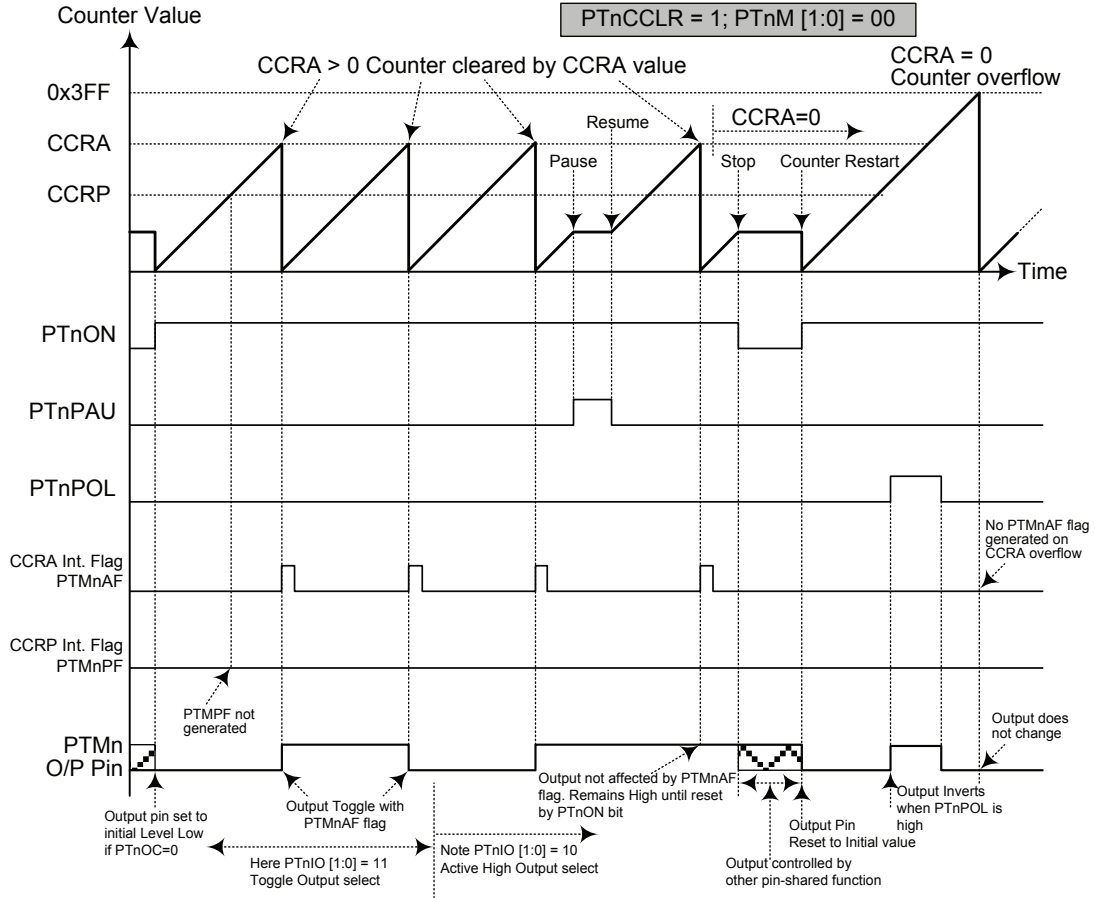 Counter Value
PTnCCLR = 1; PTnM [1:0] = 00
CCRA > 0 Counter cleared by CCRA value
CCRA = 0
Counter overflow
0x3FF
CCRA
CCRP
Resume
CCRA=0
Pause
Stop
Counter Restart
Time
PTnON
PTnPAU
PTnPOL
No PTMnAF flag
generated on
CCRA overflow
CCRA Int. Flag
PTMnAF
CCRP Int. Flag
PTMnPF
PTMPF not
generated
Output does
not change
PTMn
O/P Pin
Output pin set to
initial Level Low
if PTnOC=0
Output Toggle with
PTMnAF flag
Output not affected by PTMnAF
flag. Remains High until reset
by PTnON bit
Output Inverts
when PTnPOL is
high
Output Pin
Reset to Initial value
Here PTnIO [1:0] = 11
Toggle Output select
Note PTnIO [1:0] = 10
Active High Output select
Output controlled by
other pin-shared function